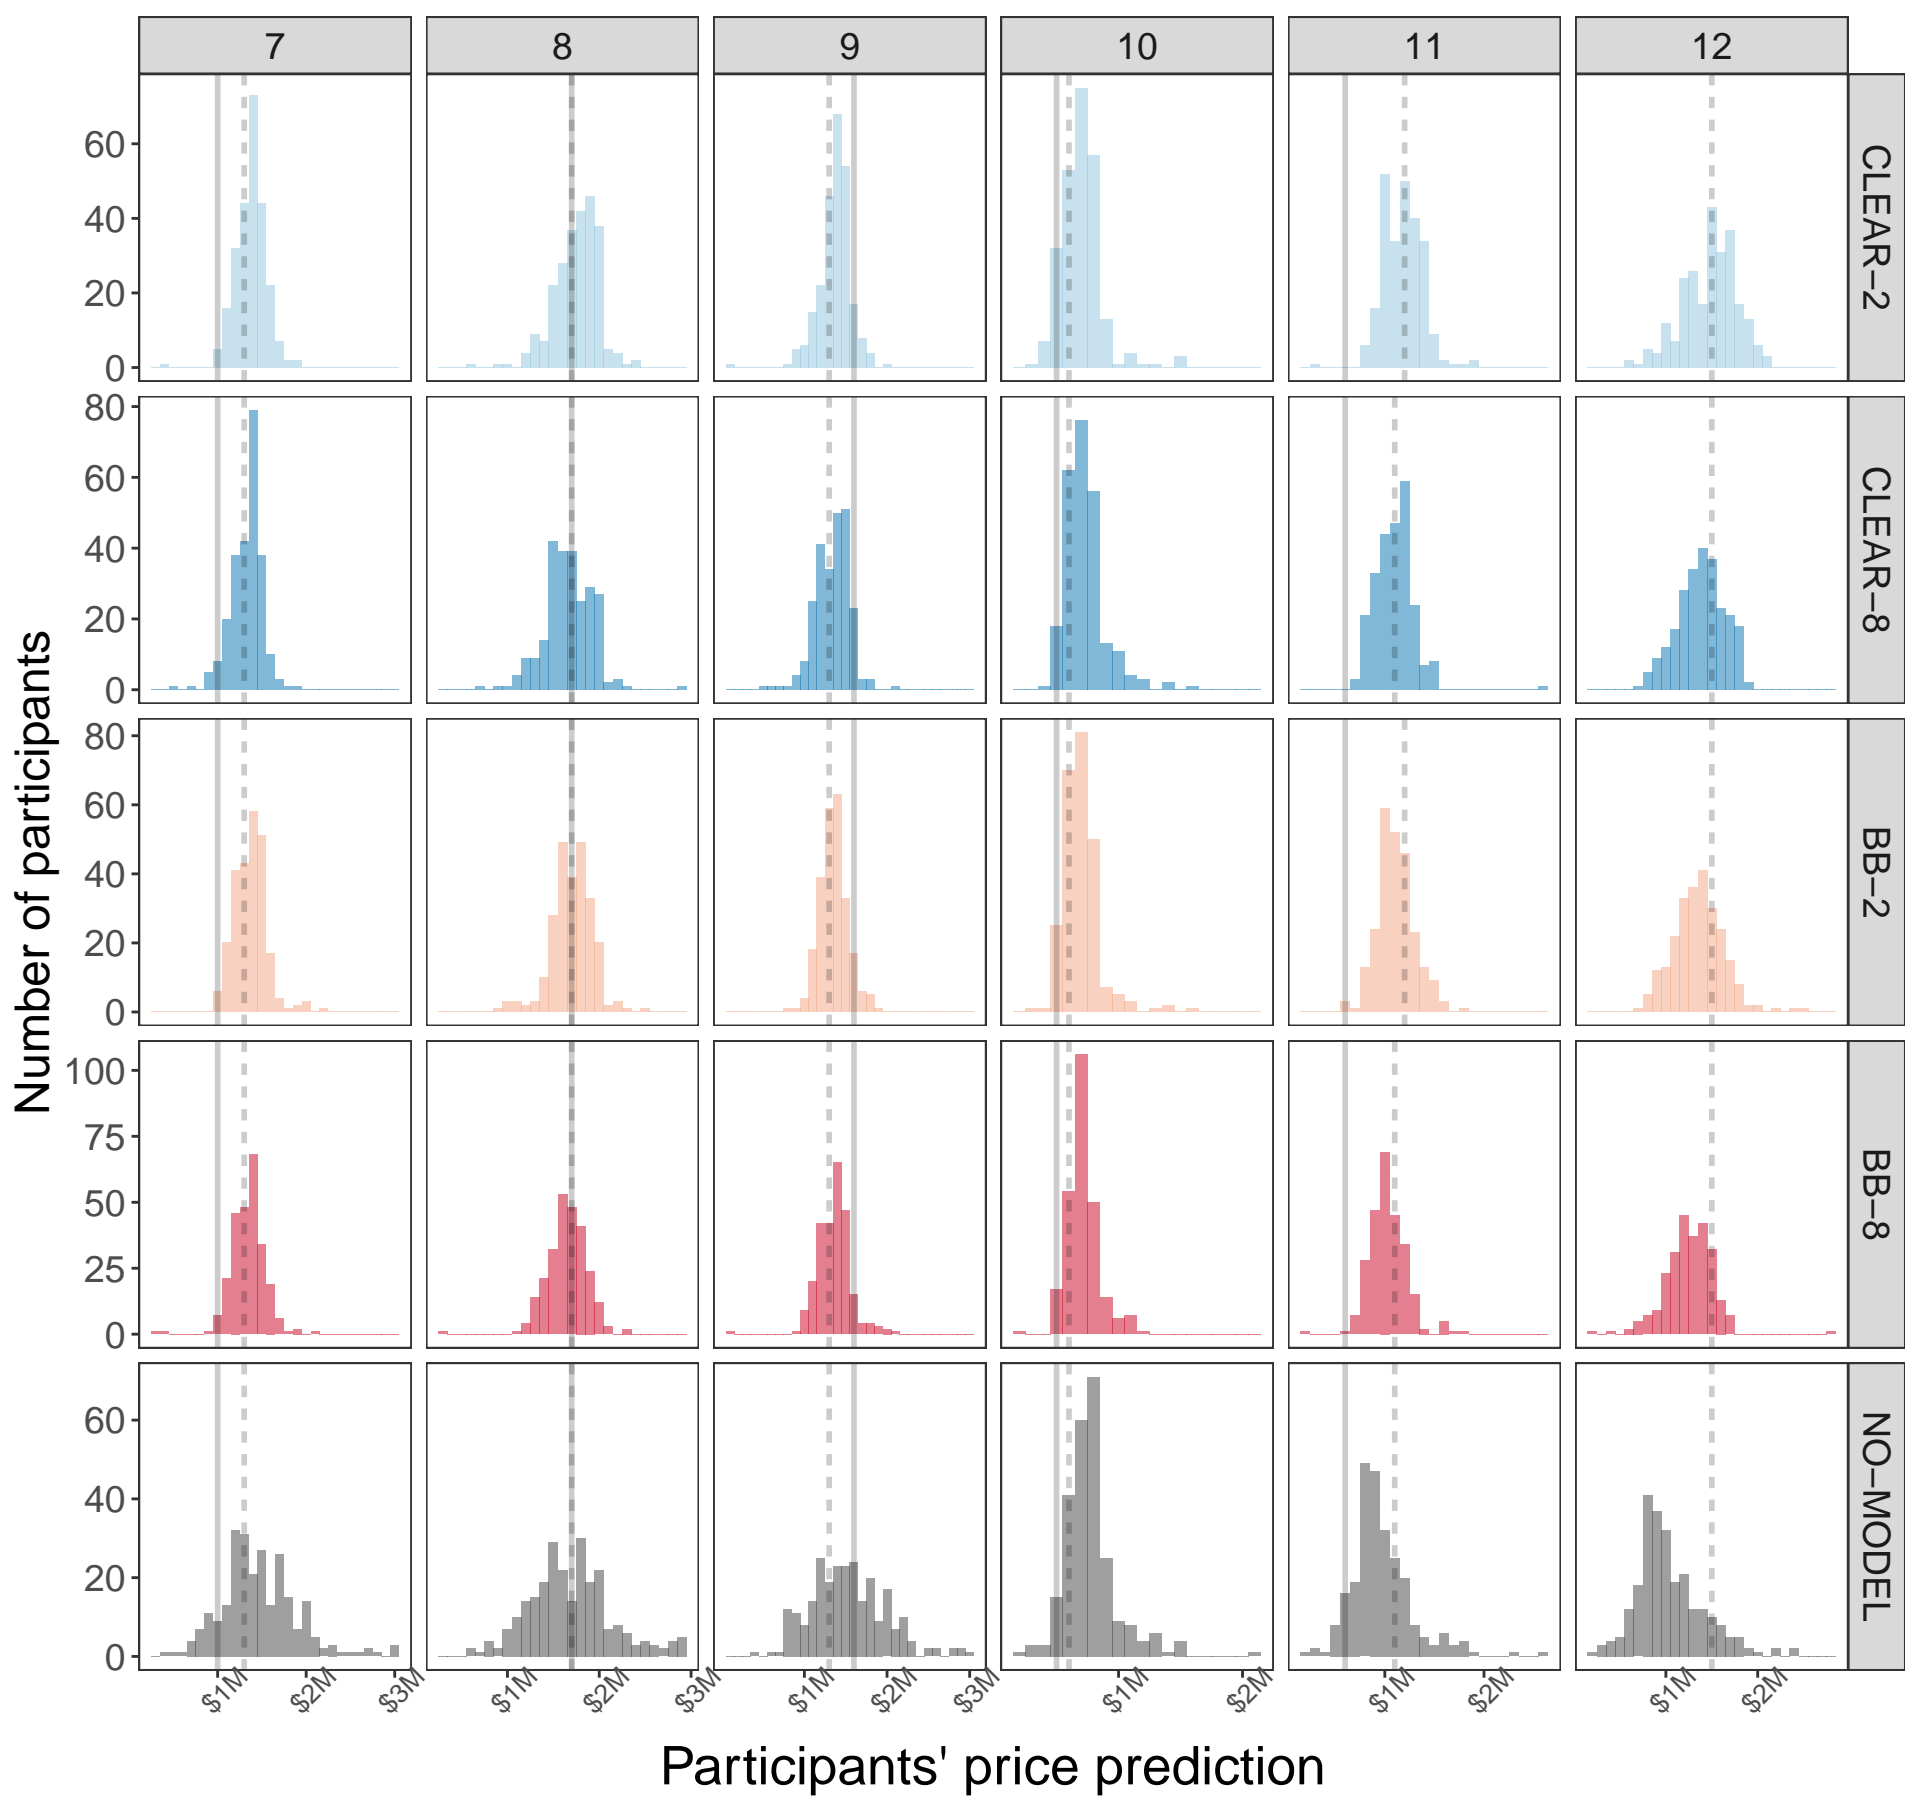 7 8 9 10 11 12
60
40
20
0
CLEAR−2
80
60
40
20
0
CLEAR−8
80
60
40
20
0
BB−2
100
75
50
25
0
BB−8
60
40
20
0
NO−MODEL
Number of participants
$1M $2M $3M $1M $2M $3M $1M $2M $3M $1M $2M $1M $2M $1M $2M
Participants' price prediction